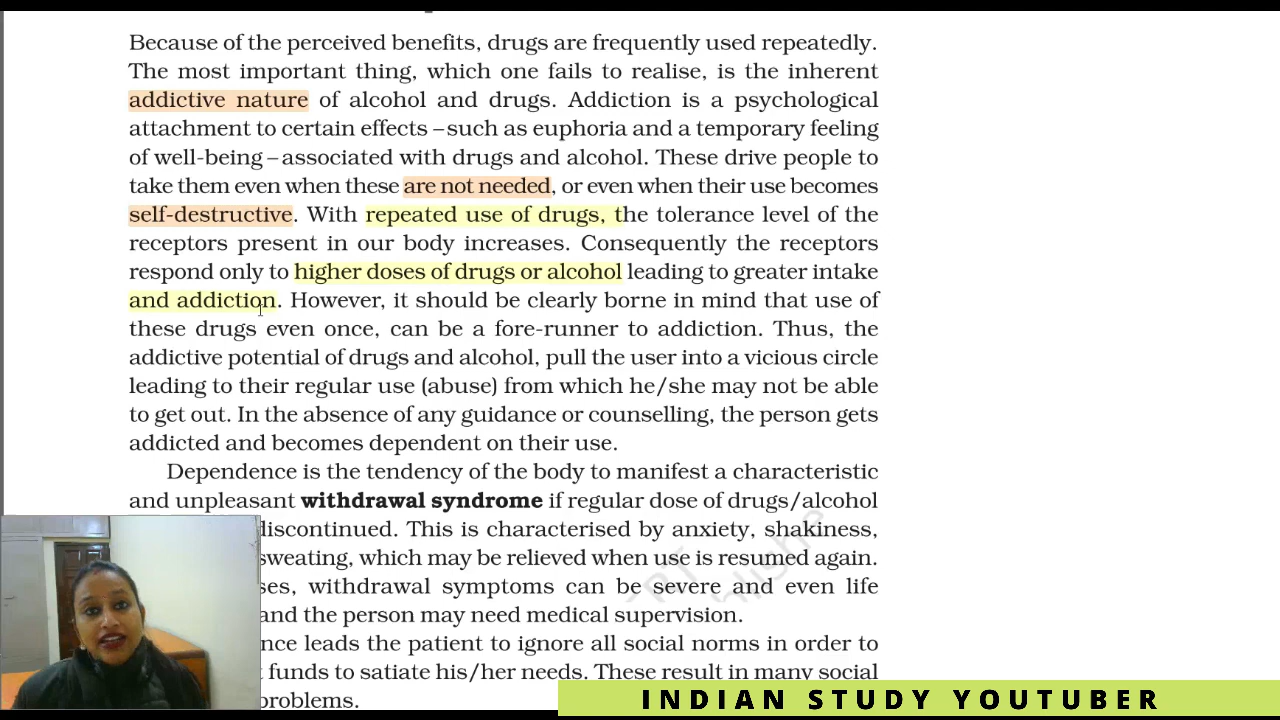 Because of the perceived benefits, drugs are frequently used repeatedly.
The most important thing, which one fails to realise, is the inherent
addictive nature of alcohol and drugs. Addiction is a psychological
attachment to certain effects –such as euphoria and a temporary feeling
of well-being –associated with drugs and alcohol. These drive people to
take them even when these are not needed, or even when their use becomes
self-destructive. With repeated use of drugs, the tolerance level of the
receptors present in our body increases. Consequently the receptors
respond only to higher doses of drugs or alcohol leading to greater intake
and addiction. However, it should be clearly borne in mind that use of
these drugs even once, can be a fore-runner to addiction. Thus, the
addictive potential of drugs and alcohol, pull the user into a vicious circle
leading to their regular use (abuse) from which he/she may not be able
to get out. In the absence of any guidance or counselling, the person gets
addicted and becomes dependent on their use.
Dependence is the tendency of the body to manifest a characteristic
and unpleasant withdrawal syndrome if regular dose of drugs/alcohol
discontinued. This is characterised by anxiety, shakiness,
sweating, which may be relieved when use is resumed again.
ses, withdrawal symptoms can be severe and even life
and the person may need medical supervision.
nce leads the patient to ignore all social norms in order to
funds to satiate his/her needs. These result in many social
problems.
INDIAN STUDY YOUTUBER